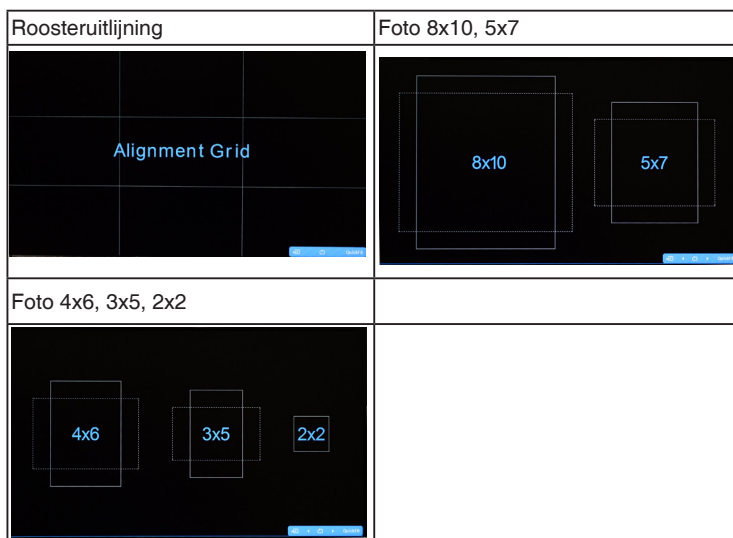 Roosteruitlijning
Foto 8x10, 5x7
Alignment Grid
8x10
5x7
Foto 4x6, 3x5, 2x2
4x6
3x5
2x2